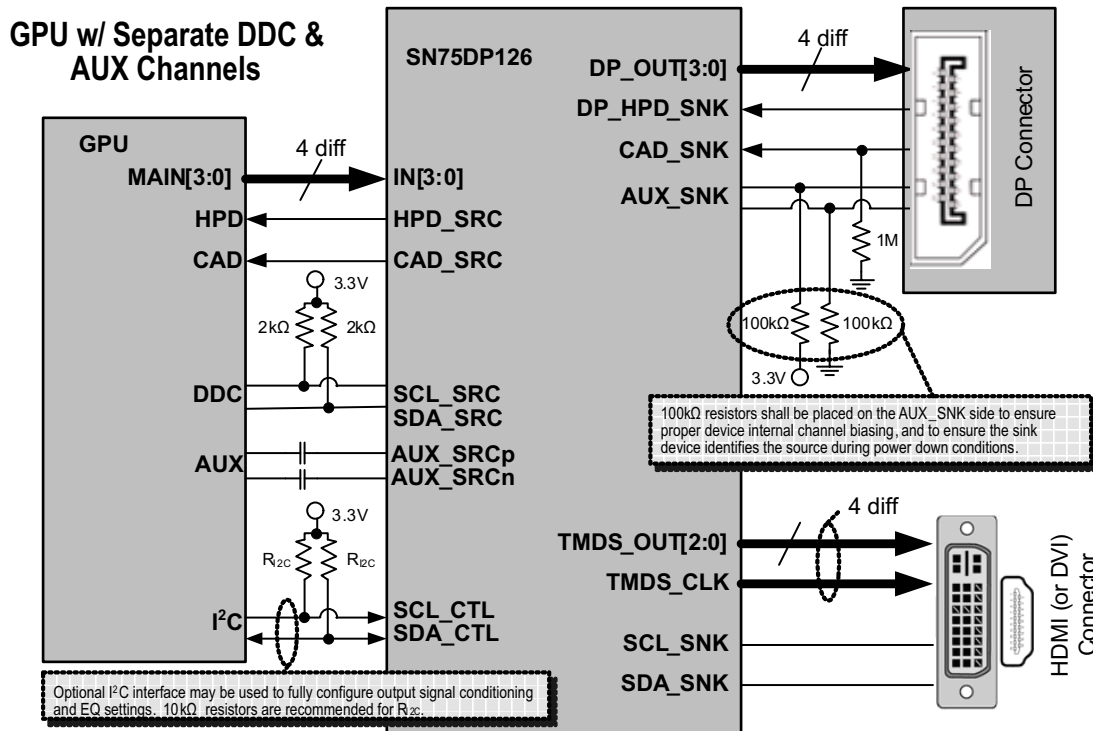 GPU w/ Separate DDC &
AUX Channels
GPU
MAIN[3:0]
HPD
CAD
DDC
AUX
I²C
4 diff
3.3V
2kΩ
2kΩ
3.3V
RI2C
RI2C
SN75DP126
IN[3:0]
HPD_SRC
CAD_SRC
SCL_SRC
SDA_SRC
AUX_SRCp
AUX_SRCn
SCL_CTL
SDA_CTL
DP_OUT[3:0]
DP_HPD_SNK
CAD_SNK
AUX_SNK
TMDS_OUT[2:0]
TMDS_CLK
SCL_SNK
SDA_SNK
4 diff
1M
100kΩ
100kΩ
3.3V
DP Connector
100kΩ resistors shall be placed on the AUX_SNK side to ensure
proper device internal channel biasing, and to ensure the sink
device identifies the source during power down conditions.
4 diff
HDMI (or DVI)
Connector
Optional I²C interface may be used to fully configure output signal conditioning
and EQ settings. 10kΩ resistors are recommended for RI2C.